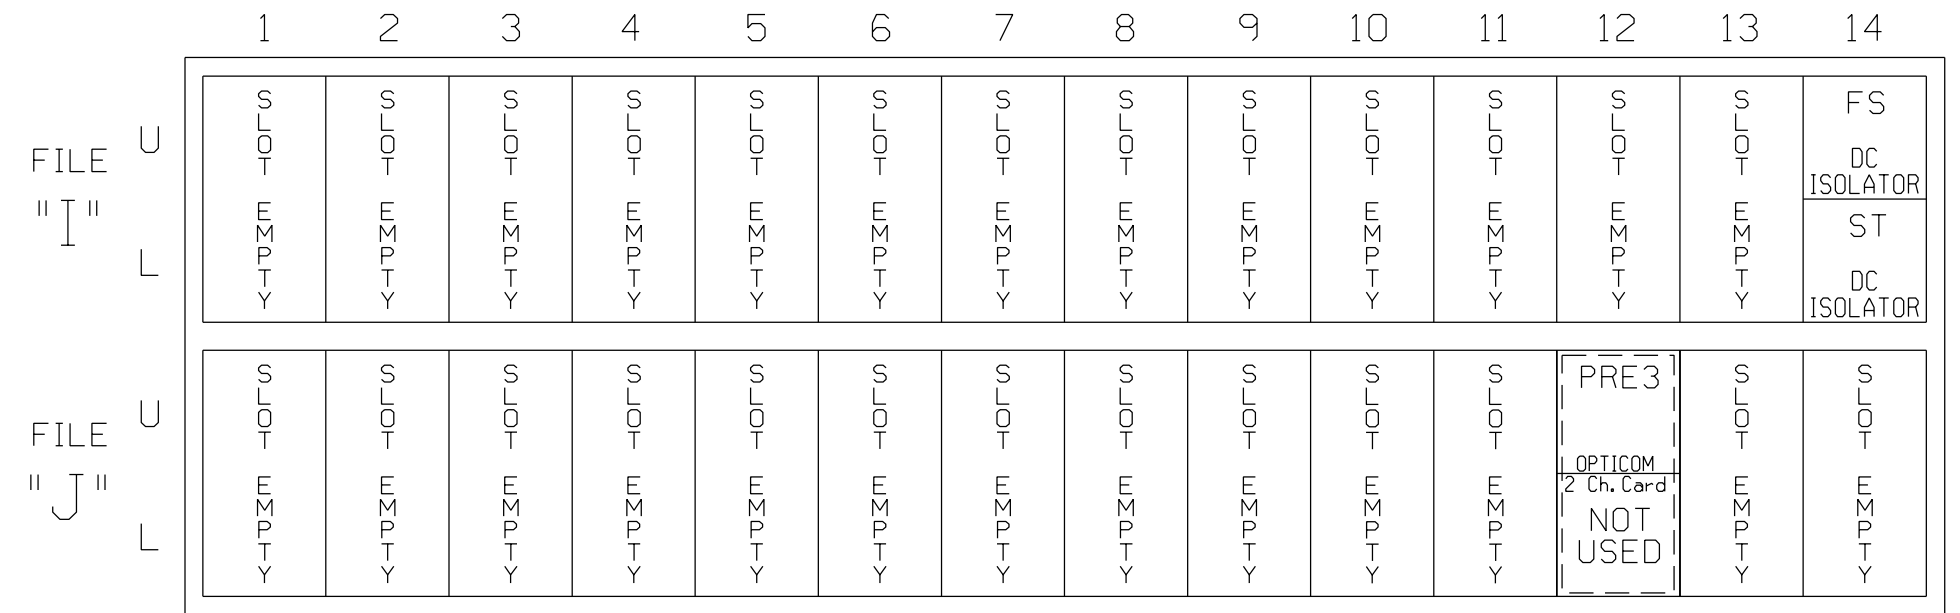 1 2 3 4 5 6 7 8 9 10 11 12 13 14
FILE
"I"
U
L
SLOT EMPTY
SLOT EMPTY
SLOT EMPTY
SLOT EMPTY
SLOT EMPTY
SLOT EMPTY
SLOT EMPTY
SLOT EMPTY
SLOT EMPTY
SLOT EMPTY
SLOT EMPTY
SLOT EMPTY
SLOT EMPTY
FS
DC
ISOLATOR
ST
DC
ISOLATOR
FILE
"J"
U
L
SLOT EMPTY
SLOT EMPTY
SLOT EMPTY
SLOT EMPTY
SLOT EMPTY
SLOT EMPTY
SLOT EMPTY
SLOT EMPTY
SLOT EMPTY
SLOT EMPTY
SLOT EMPTY
PRE3
OPTICOM
2 Ch. Card
NOT
USED
SLOT EMPTY
SLOT EMPTY